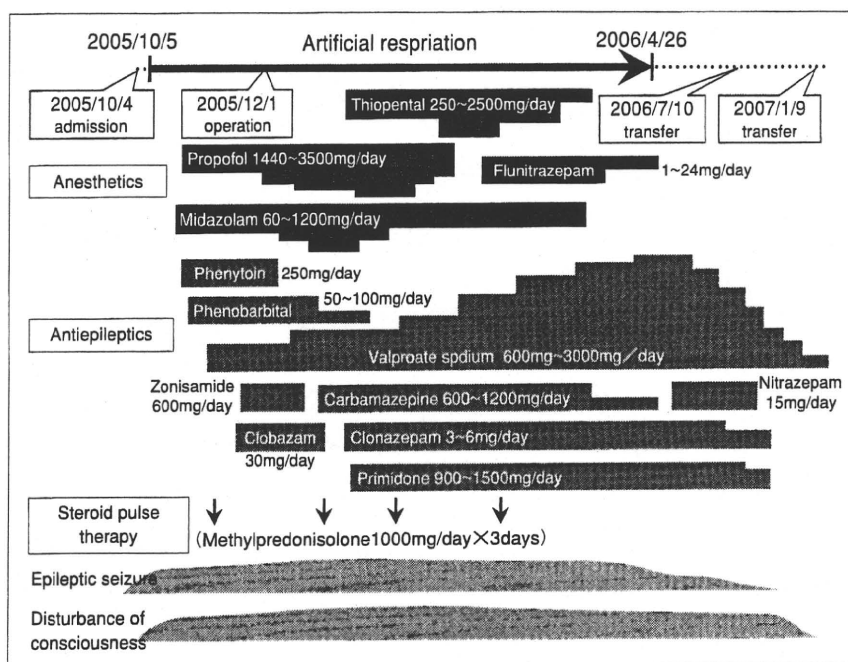 2005/10/5
Artificial respriation
2006/4/26
2005/10/4
admission
2005/12/1
operation
Thiopental 250~2500mg/day
2006/7/10
transfer
2007/1/9
transfer
Anesthetics
Propofol 1440~3500mg/day
Flunitrazepam
1~24mg/day
Midazolam 60~1200mg/day
Phenytoin
250mg/day
50~100mg/day
Phenobarbital
Antiepileptics
Valproate spdium 600mg~3000mg/day
Zonisamide
600mg/day
Carbamazepine 600~1200mg/day
Nitrazepam
15mg/day
Clobazam
30mg/day
Clonazepam 3~6mg/day
Primidone 900~1500mg/day
Steroid pulse
therapy
(Methylpredonisolone1000mg/day×3days)
Epileptic seizure
Disturbance of
consciousness